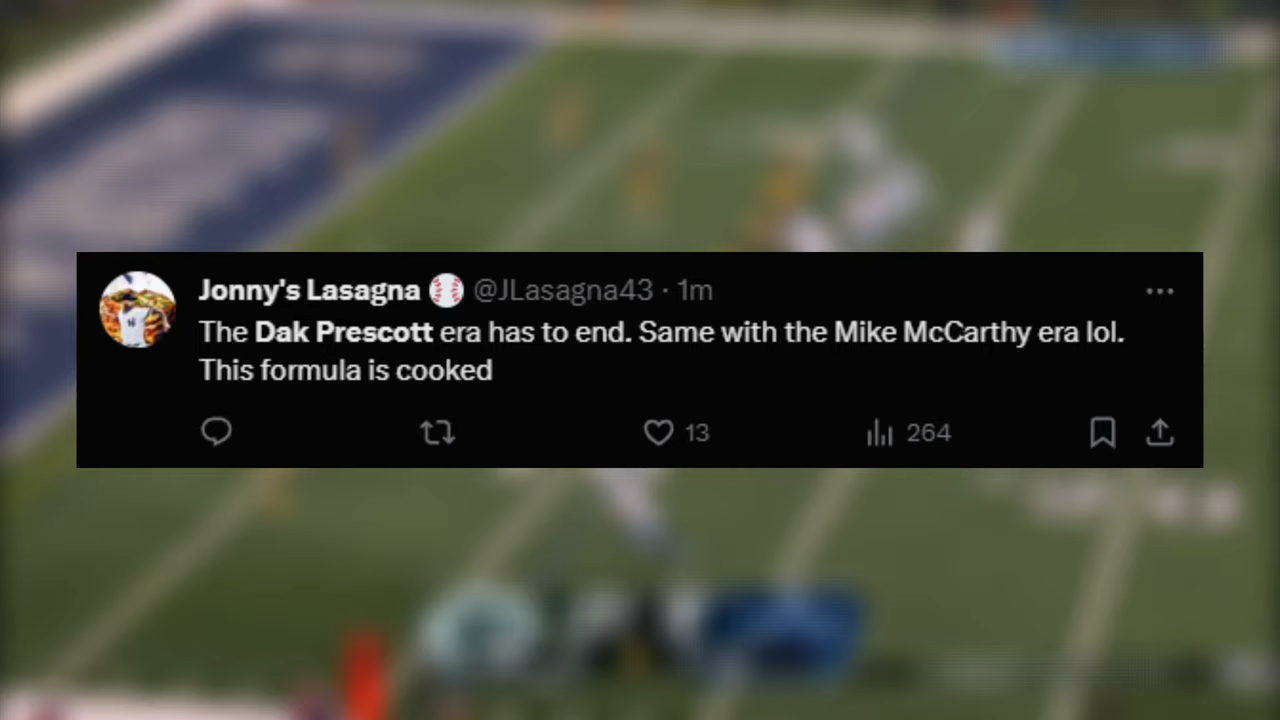 Jonny's Lasagna ⚾ @JLasagna43 · 1m
The Dak Prescott era has to end. Same with the Mike McCarthy era lol.
This formula is cooked
13 264